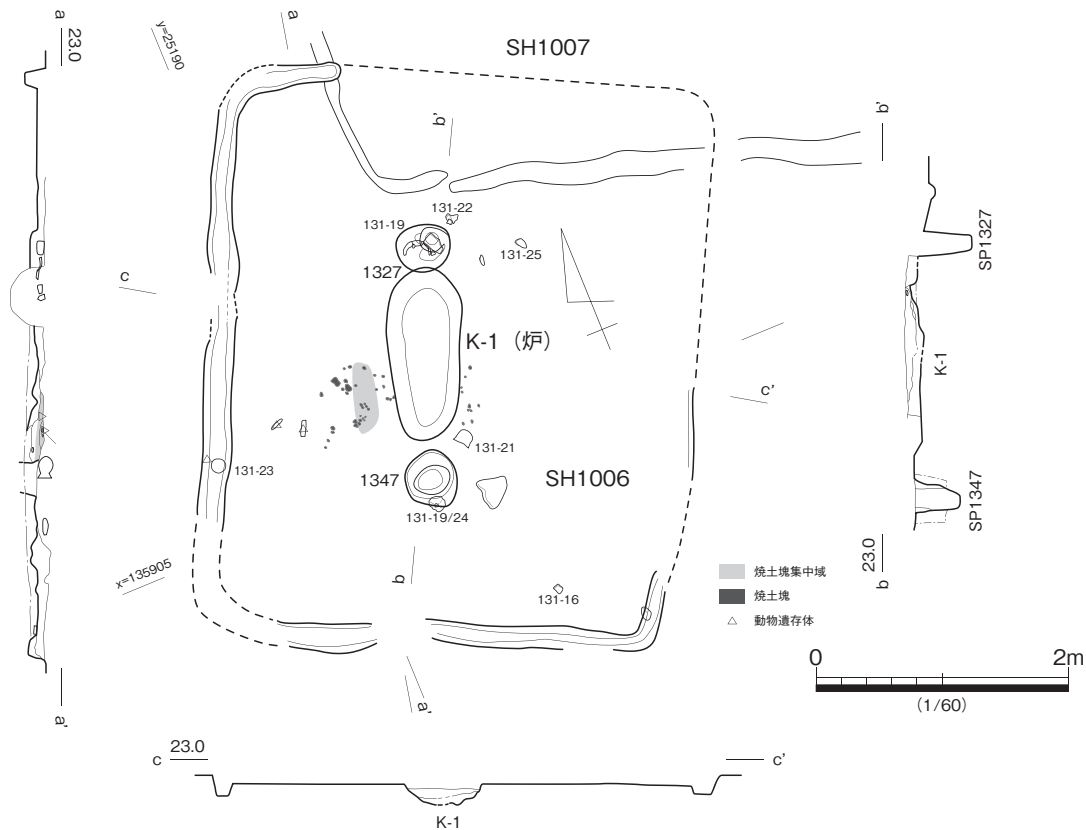 a
23.0
y=25190
a
SH1007
b'
b'
131-22
131-19
131-25
1327
SP1327
c
K-1（炉）
K-1
c'
131-21
131-23
1347
SH1006
SP1347
131-19/24
x=135905
b
131-16
23.0
b
焼土塊集中域
焼土塊
動物遺存体
0
2m
（1/60）
a'
a'
c
23.0
c'
K-1